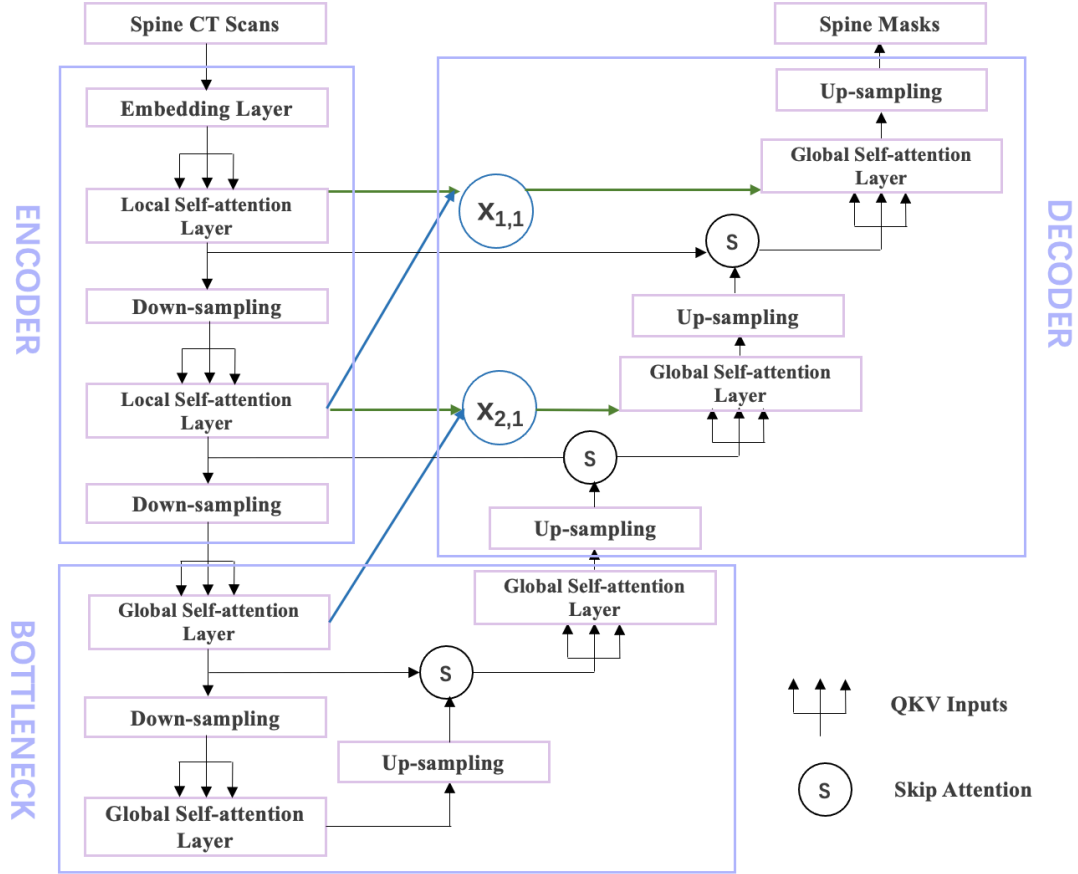 Spine CT Scans
Spine Masks
ENCODER
Embedding Layer
Local Self-attention
Layer
Down-sampling
Local Self-attention
Layer
Down-sampling
X1,1
X2,1
DECODER
Up-sampling
Global Self-attention
Layer
S
Up-sampling
Global Self-attention
Layer
S
Up-sampling
BOTTLENECK
Global Self-attention
Layer
Global Self-attention
Layer
S
Down-sampling
Up-sampling
Global Self-attention
Layer
QKV Inputs
S
Skip Attention